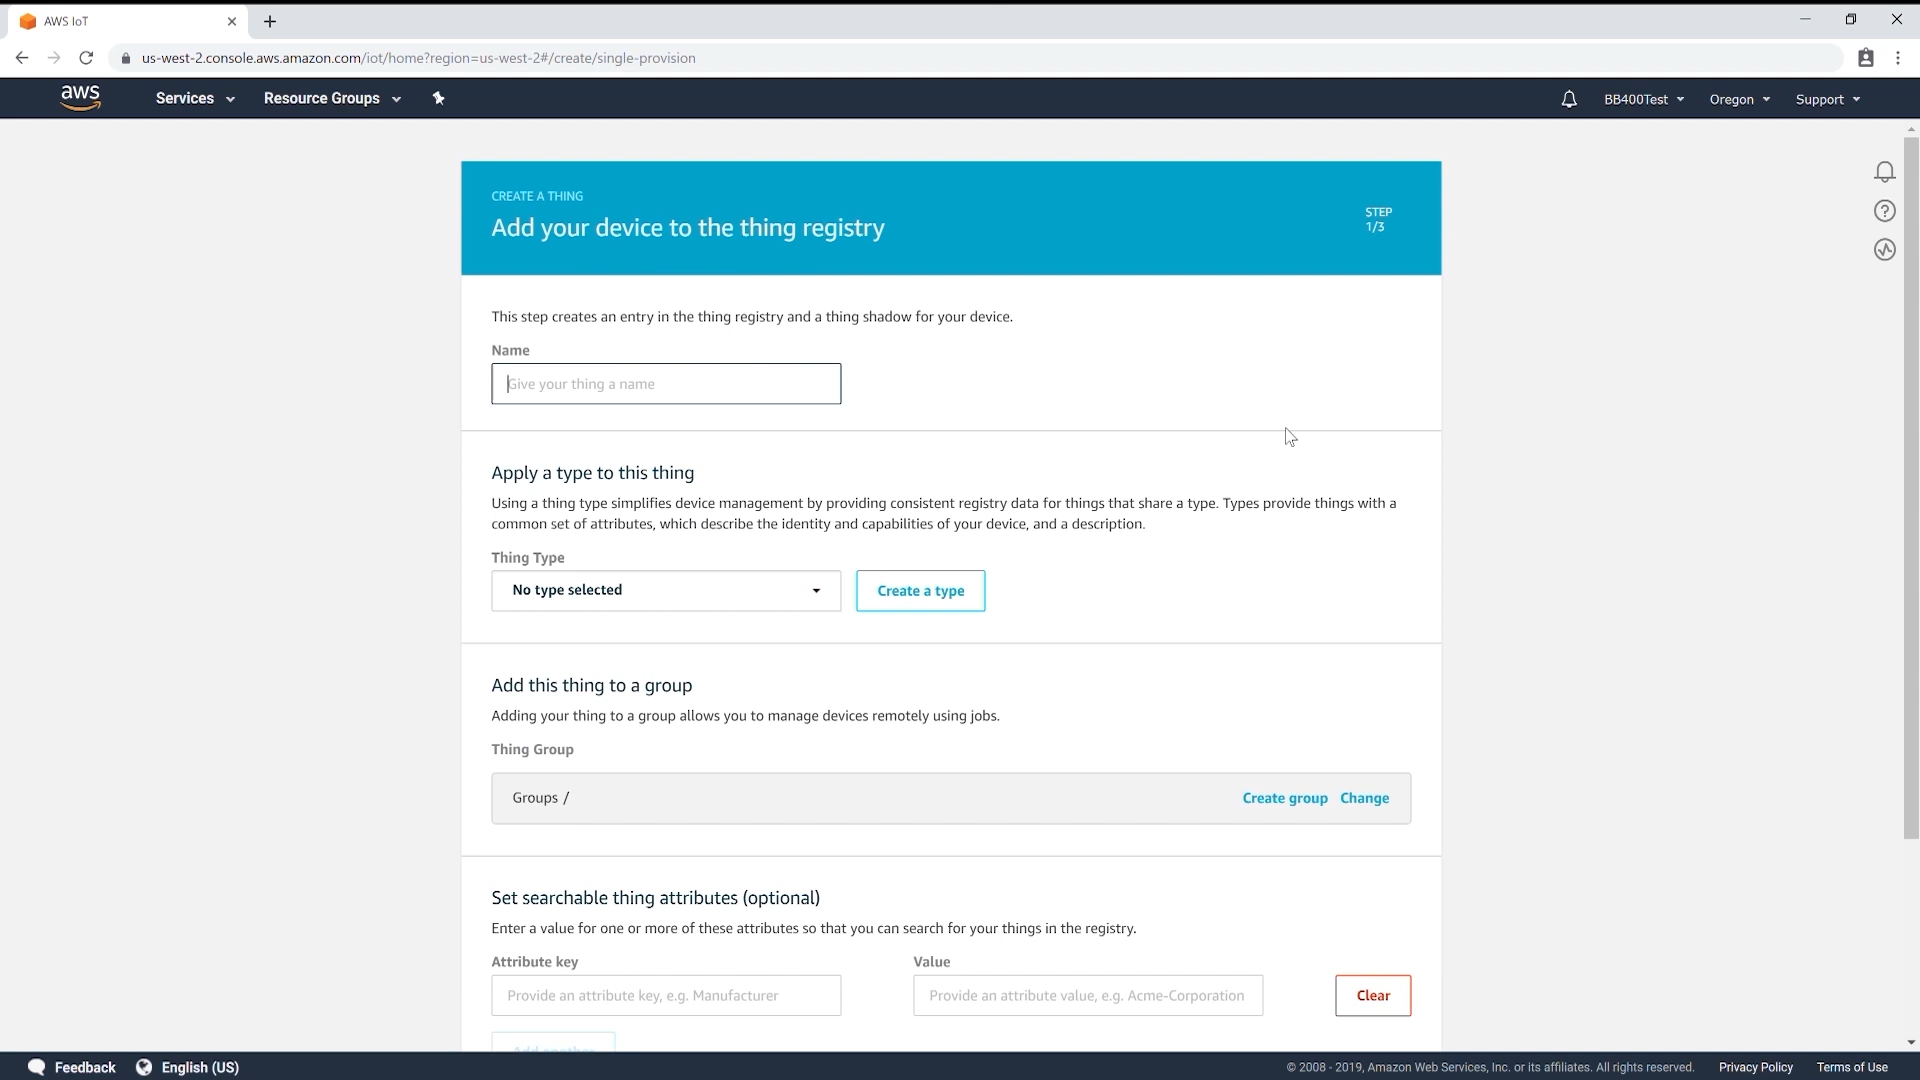 AWS IoT
us-west-2.console.aws.amazon.com/iot/home?region=us-west-2#/create/single-provision
aws Services Resource Groups BB400Test Oregon Support
CREATE A THING
Add your device to the thing registry
STEP
1/3
This step creates an entry in the thing registry and a thing shadow for your device.
Name
Give your thing a name
Apply a type to this thing
Using a thing type simplifies device management by providing consistent registry data for things that share a type. Types provide things with a
common set of attributes, which describe the identity and capabilities of your device, and a description.
Thing Type
No type selected Create a type
Add this thing to a group
Adding your thing to a group allows you to manage devices remotely using jobs.
Thing Group
Groups / Create group Change
Set searchable thing attributes (optional)
Enter a value for one or more of these attributes so that you can search for your things in the registry.
Attribute key Value
Provide an attribute key, e.g. Manufacturer Provide an attribute value, e.g. Acme-Corporation Clear
Add another
Feedback English (US) © 2008 - 2019, Amazon Web Services, Inc. or its affiliates. All rights reserved. Privacy Policy Terms of Use